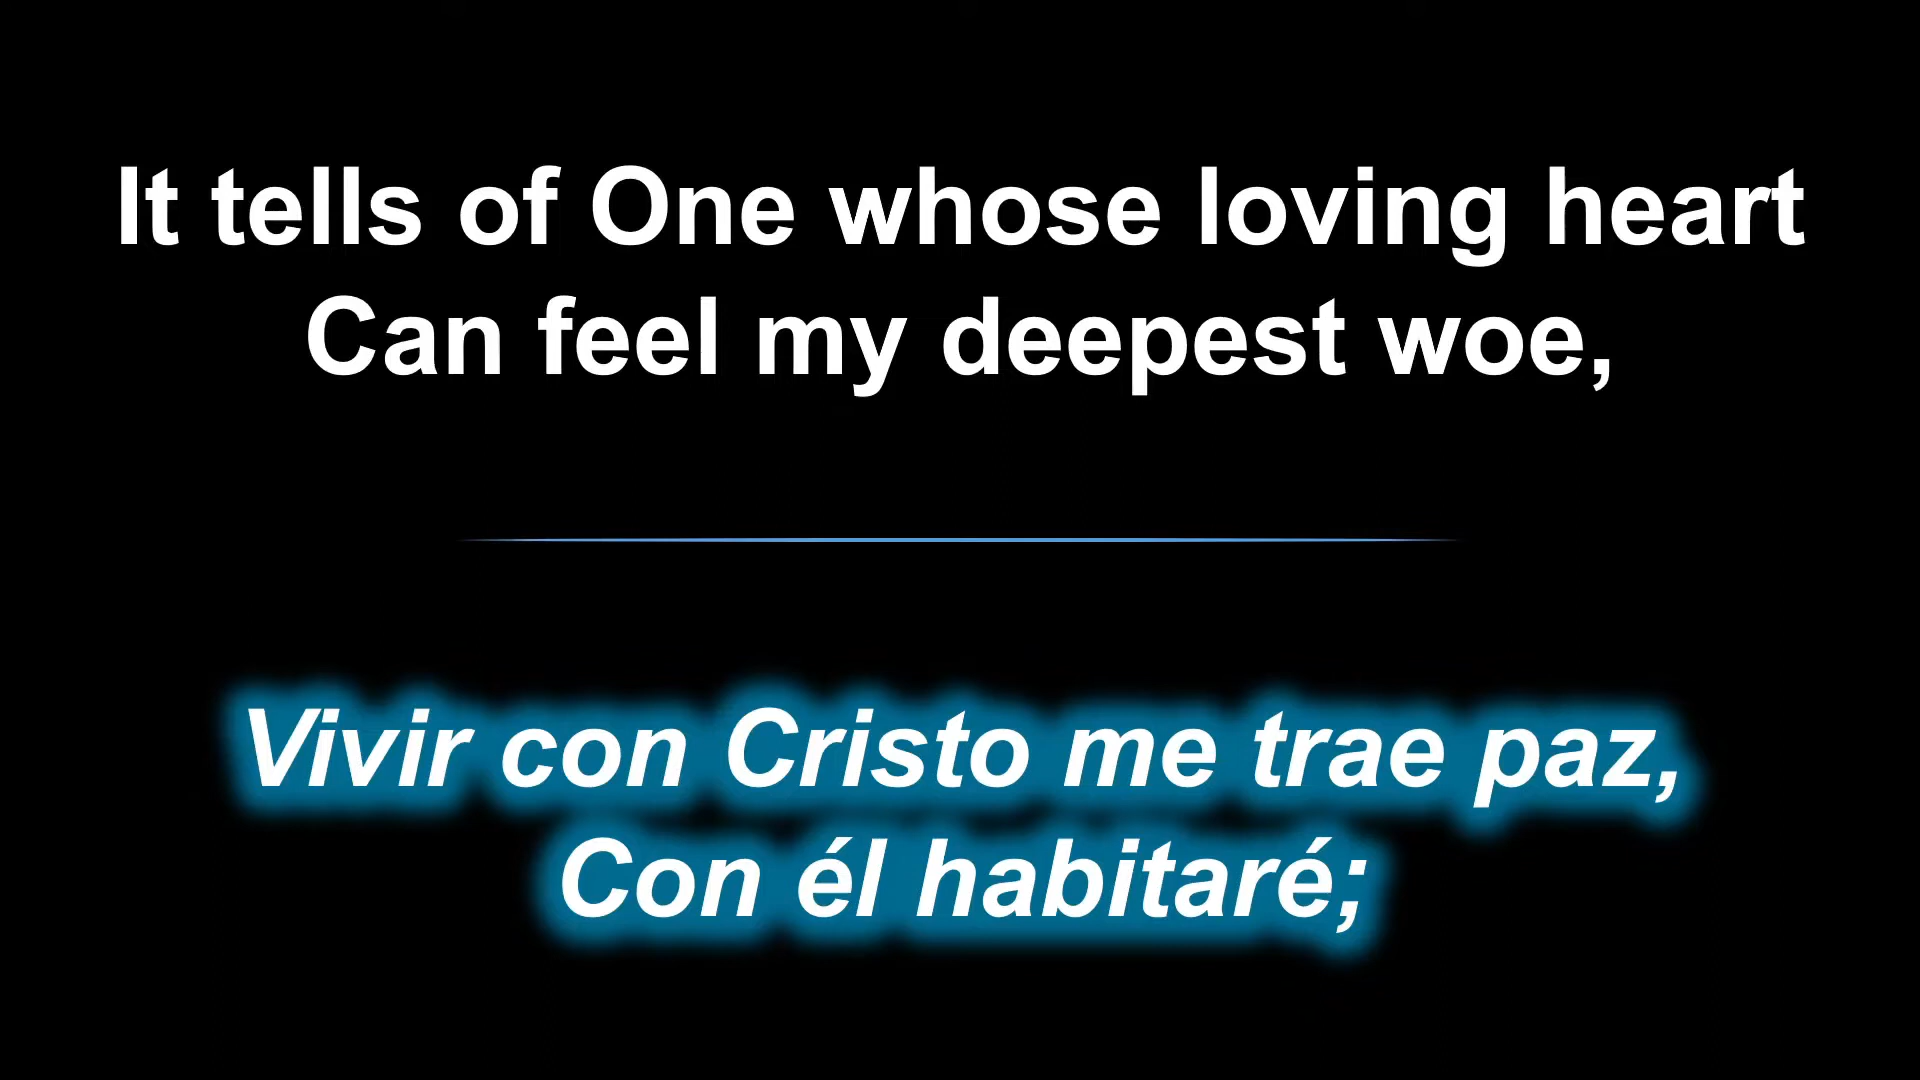 It tells of One whose loving heart
Can feel my deepest woe,
Vivir con Cristo me trae paz,
Con él habitaré;